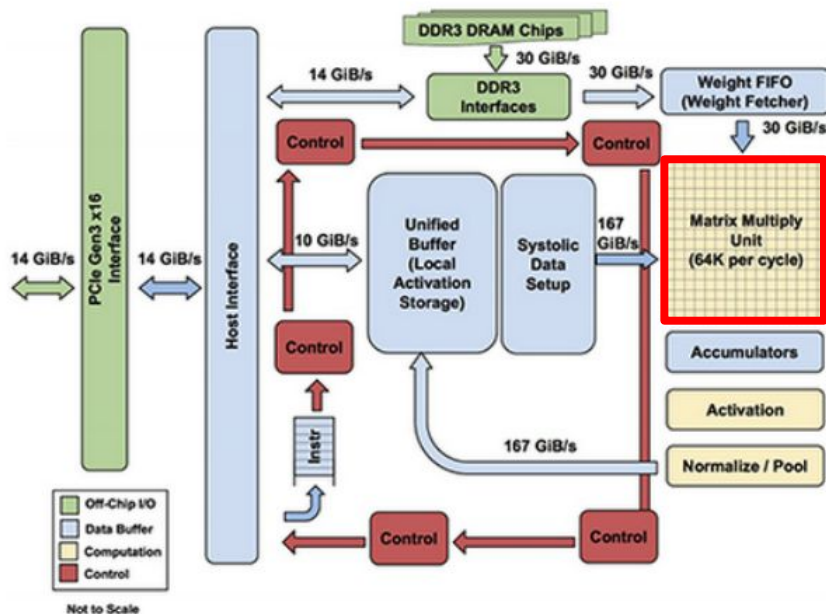 DDR3 DRAM Chips
30 GiB/s
14 GiB/s
DDR3
Interfaces
30 GiB/s
Weight FIFO
(Weight Fetcher)
30 GiB/s
Control
Control
Matrix Multiply
Unit
(64K per cycle)
14 GiB/s
PCIe Gen3 x16
Interface
14 GiB/s
Host Interface
10 GiB/s
Unified
Buffer
(Local
Activation
Storage)
Systolic
Data
Setup
167
GiB/s
Control
Accumulators
Activation
Instr
167 GiB/s
Normalize / Pool
Off-Chip I/O
Data Buffer
Computation
Control
Control
Control
Not to Scale